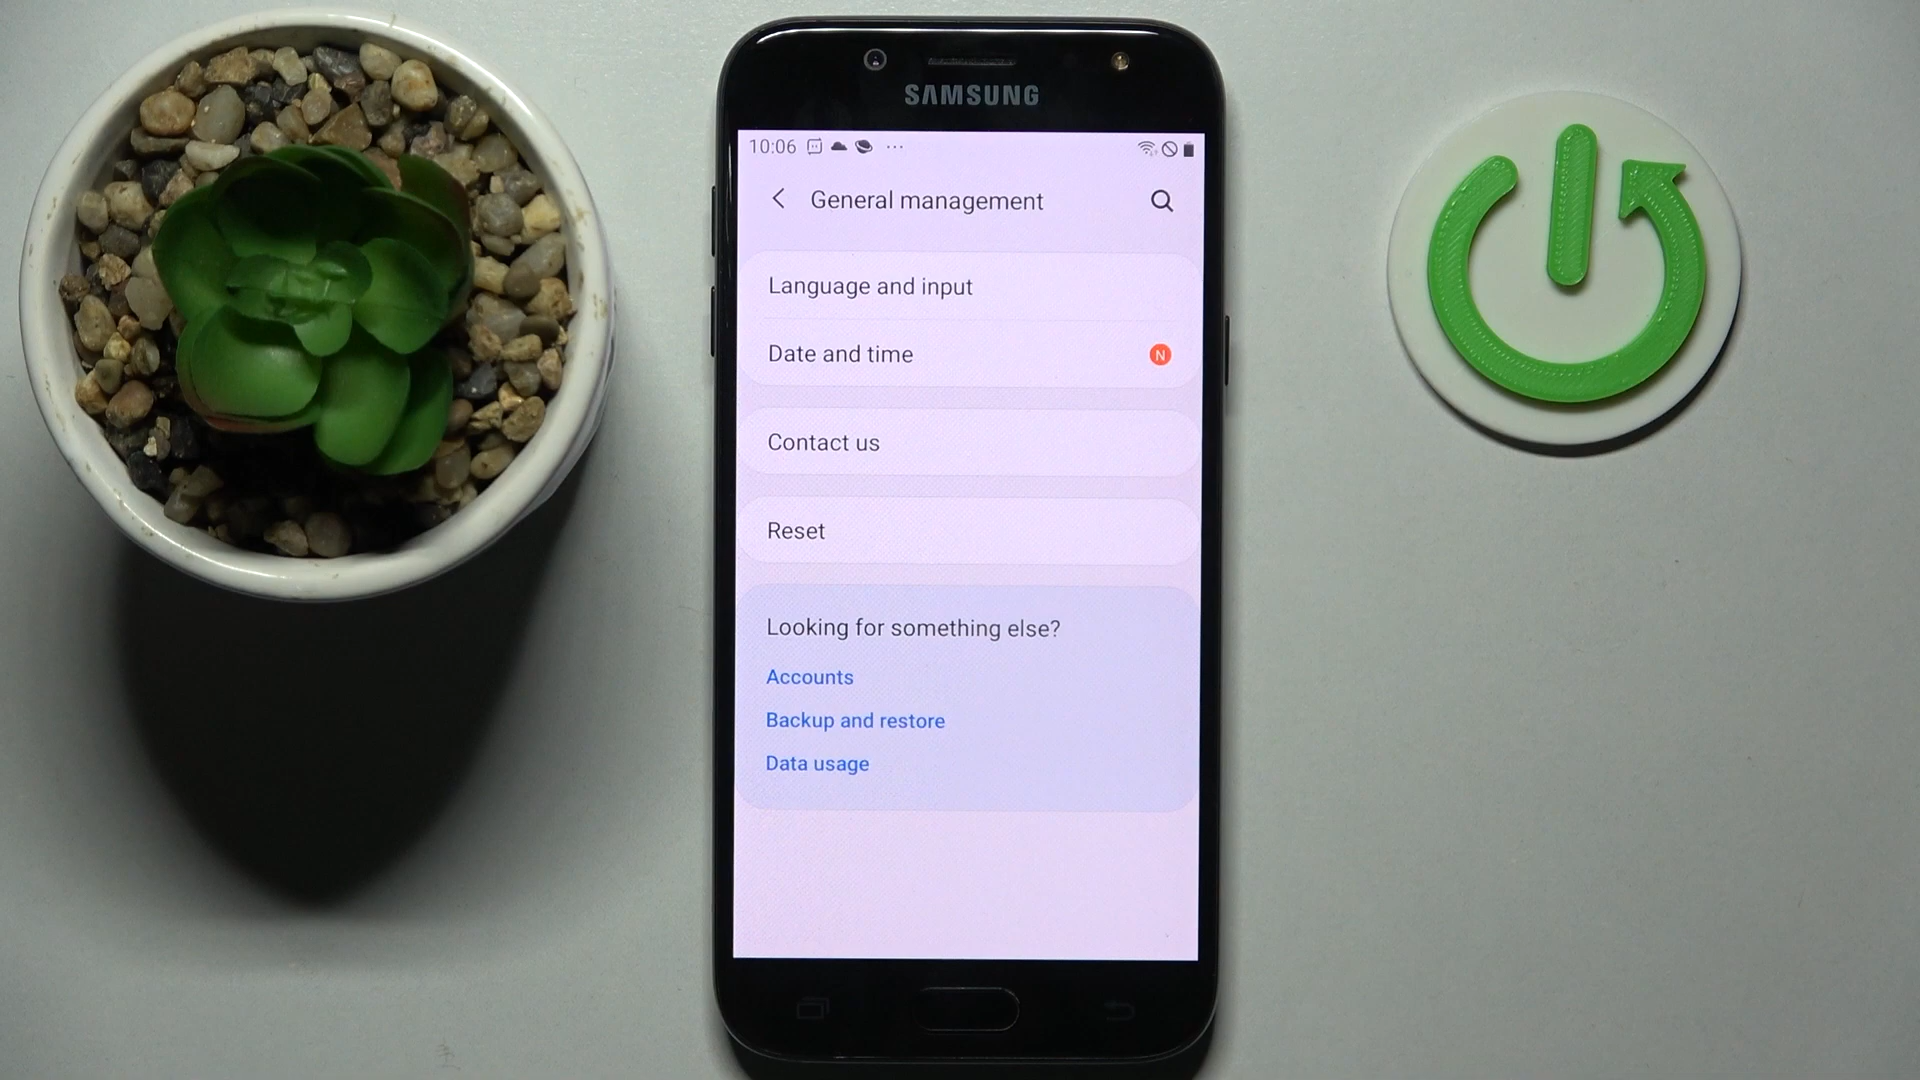 SAMSUNG
10:06
General management
Language and input
Date and time
N
Contact us
Reset
Looking for something else?
Accounts
Backup and restore
Data usage